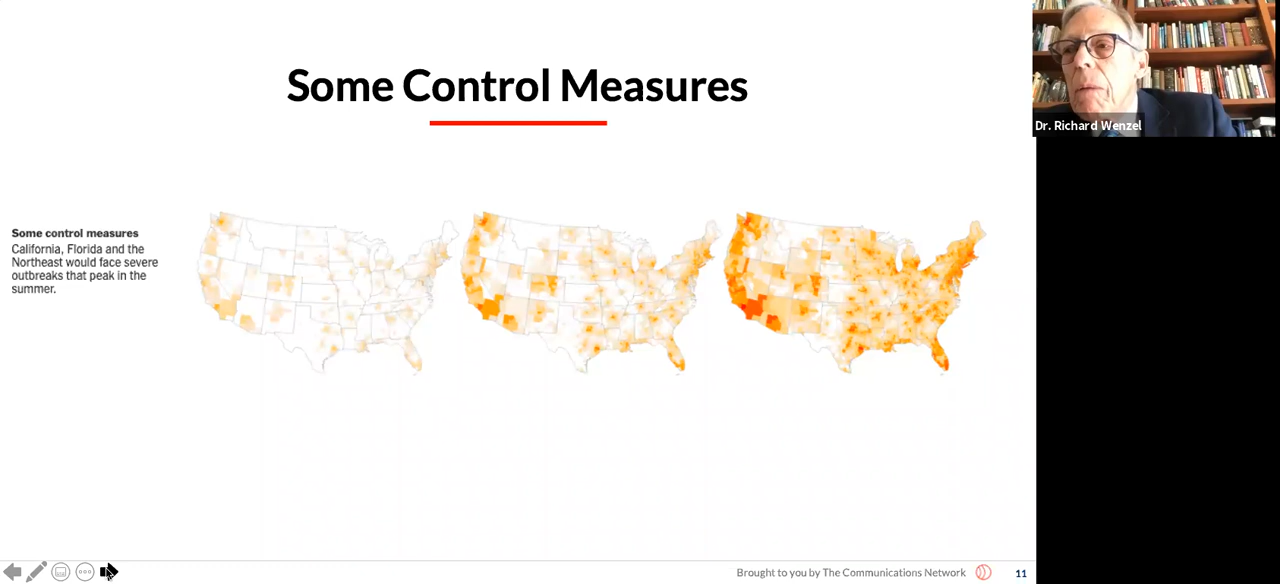 Some Control Measures
Dr. Richard Wenzel
Some control measures
California, Florida and the
Northeast would face severe
outbreaks that peak in the
summer.
Brought to you by The Communications Network
11